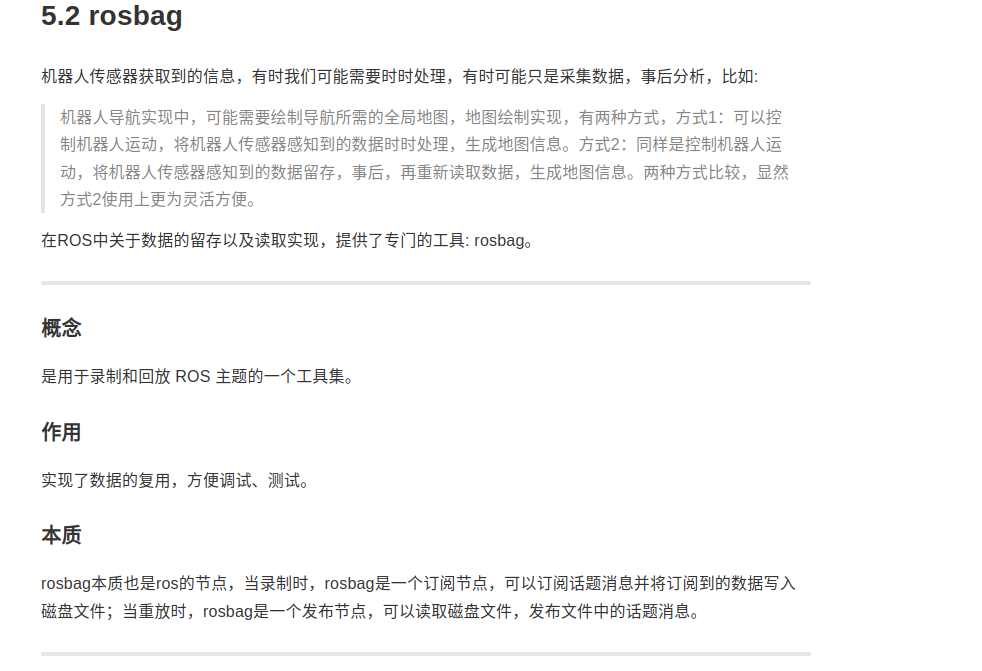 5.2 rosbag
机器人传感器获取到的信息，有时我们可能需要时时处理，有时可能只是采集数据，事后分析，比如:
机器人导航实现中，可能需要绘制导航所需的全局地图，地图绘制实现，有两种方式，方式1：可以控
制机器人运动，将机器人传感器感知到的数据时时处理，生成地图信息。方式2：同样是控制机器人运
动，将机器人传感器感知到的数据留存，事后，再重新读取数据，生成地图信息。两种方式比较，显然
方式2使用上更为灵活方便。
在ROS中关于数据的留存以及读取实现，提供了专门的工具: rosbag。
概念
是用于录制和回放 ROS 主题的一个工具集。
作用
实现了数据的复用，方便调试、测试。
本质
rosbag本质也是ros的节点，当录制时，rosbag是一个订阅节点，可以订阅话题消息并将订阅到的数据写入
磁盘文件；当重放时，rosbag是一个发布节点，可以读取磁盘文件，发布文件中的话题消息。